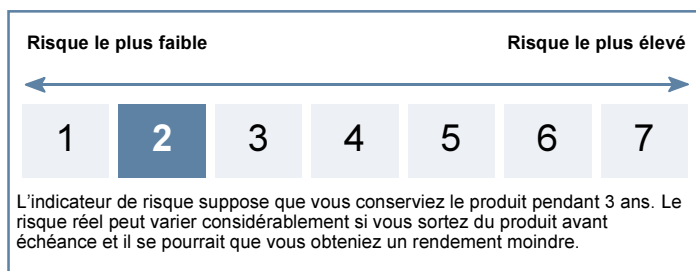 Risque le plus faible Risque le plus élevé
1 2 3 4 5 6 7
L'indicateur de risque suppose que vous conserviez le produit pendant 3 ans. Le
risque réel peut varier considérablement si vous sortez du produit avant
échéance et il se pourrait que vous obteniez un rendement moindre.